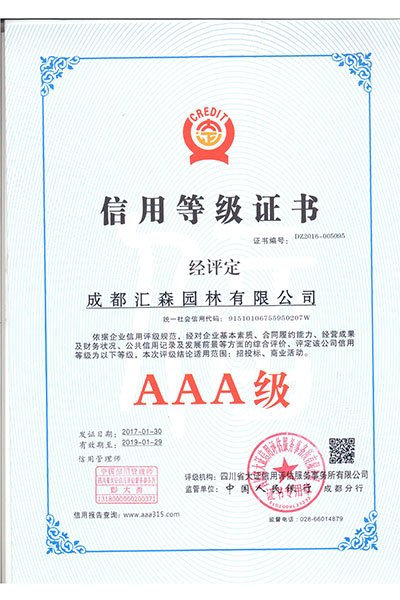 CREDIT
信用等级证书
证书编号：DZ2016-005095
经评定
成都汇森园林有限公司
统一社会信用代码：91510106755950207W
依据企业信用评级规范，经对企业基本素质、合同履约能力、经营成果
及财务状况、公共信用记录及发展前景等方面的综合评价，评定该公司信用
等级为以下等级，本次评级结论适用范围：招投标、商业活动。
AAA级
发证日期：2017-01-30
有效期至：2019-01-29
信用管理师
评级机构：四川省大证信用评估服务事务所有限公司
监管单位：中国人民银行 成都分行
信用报告查询 www.aaa315.com
监督电话：028-66014879